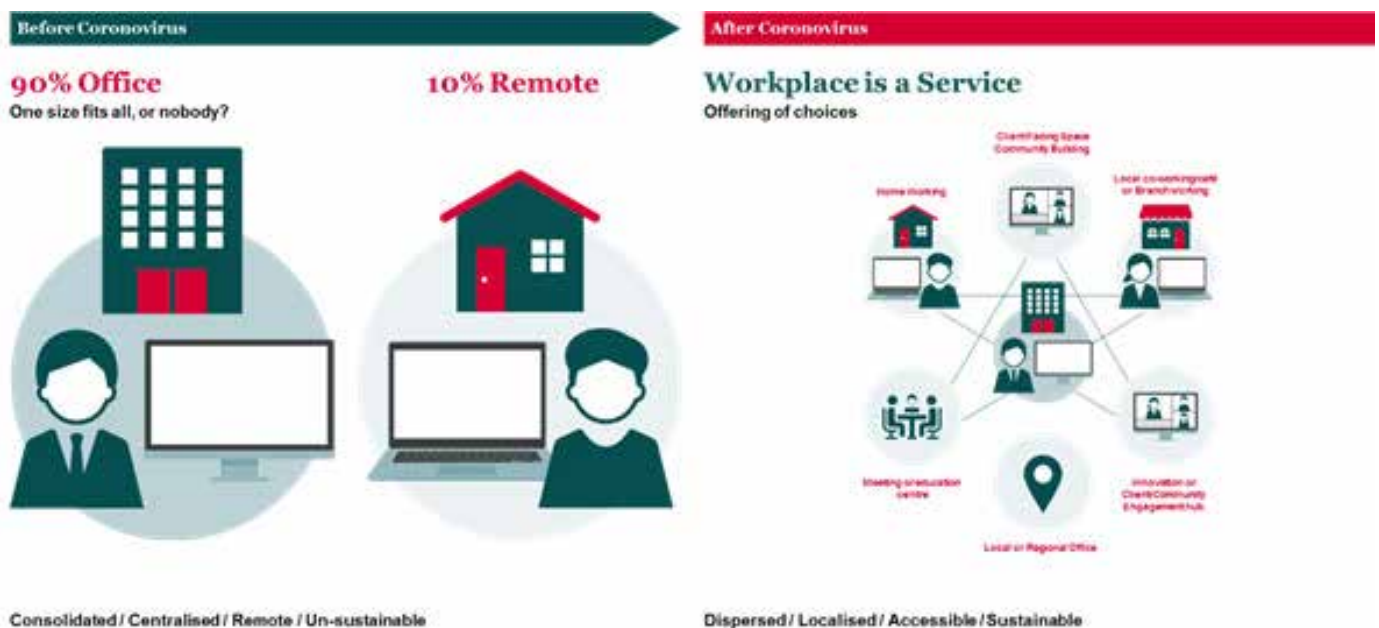 Before Coronovirus
90% Office
One size fits all, or nobody?
10% Remote
Consolidated / Centralised / Remote / Un-sustainable
After Coronovirus
Workplace is a Service
Offering of choices
Client Facing Space
Community Building
Home Working
Local coworking café
or Branch working
Meeting or education
centre
Innovation or
Client/Community
Engagement hub
Local or Regional Office
Dispersed / Localised / Accessible / Sustainable